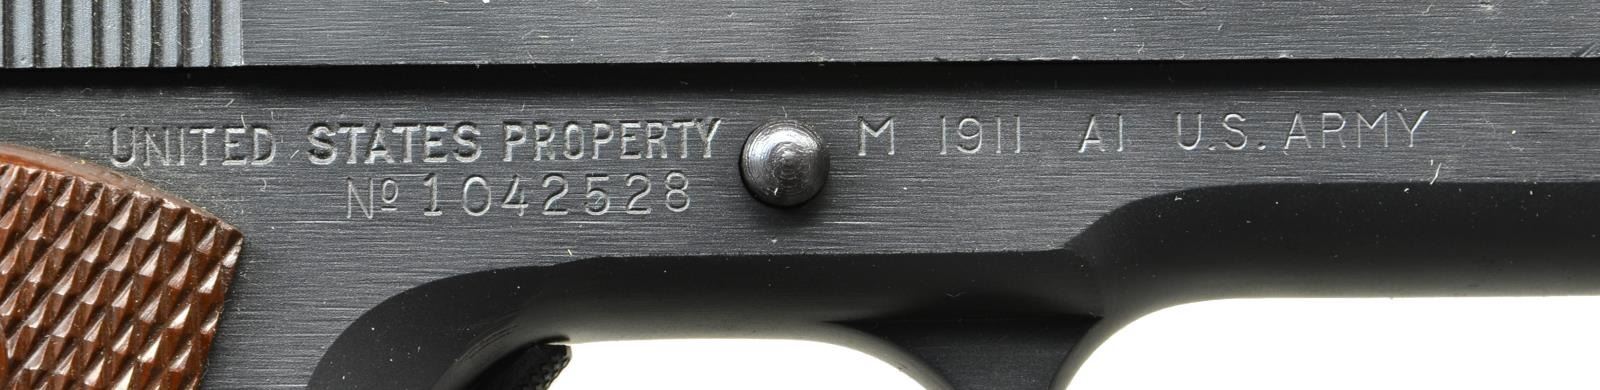 UNITED STATES PROPERTY M 1911 A1 U.S. ARMY
Nº 1042528